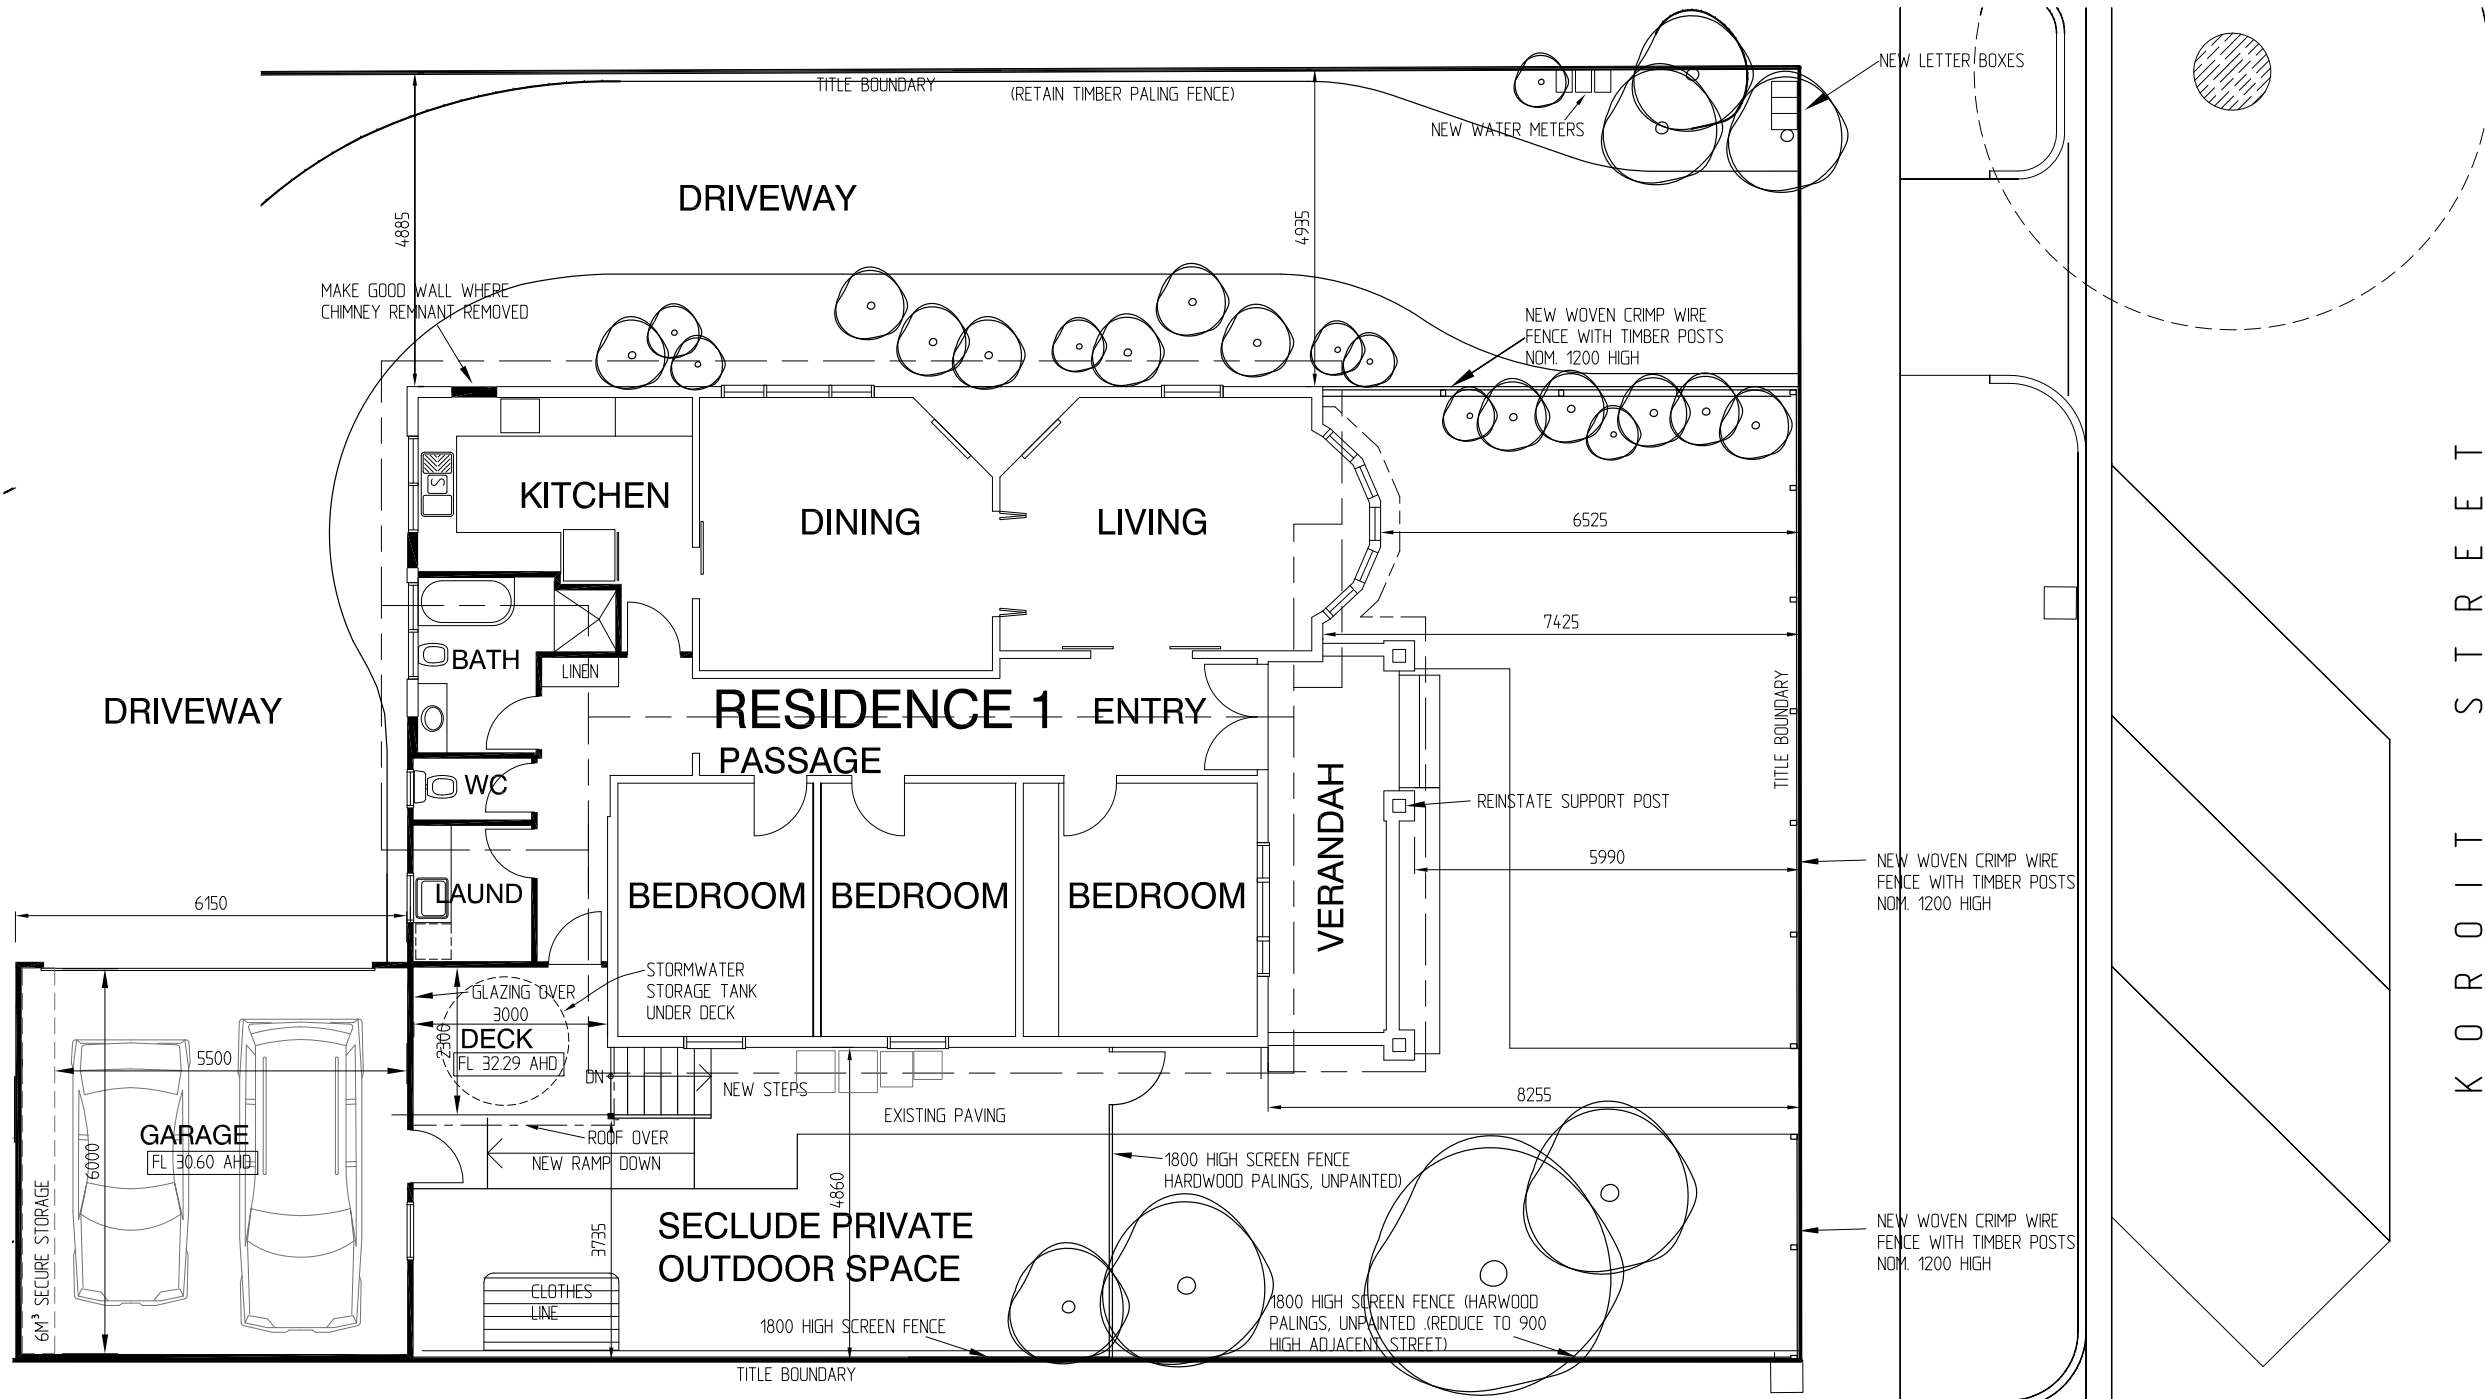 NEW LETTER BOXES
TITLE BOUNDARY
(RETAIN TIMBER PALING FENCE)
NEW WATER METERS
DRIVEWAY
4885
4935
MAKE GOOD WALL WHERE
CHIMNEY REMNANT REMOVED
NEW WOVEN CRIMP WIRE
FENCE WITH TIMBER POSTS
NOM. 1200 HIGH
KITCHEN
S
DINING
LIVING
6525
7425
BATH
LINEN
DRIVEWAY
RESIDENCE 1
ENTRY
PASSAGE
TITLE BOUNDARY
KOROIT STREET
WC
VERANDAH
REINSTATE SUPPORT POST
5990
NEW WOVEN CRIMP WIRE
FENCE WITH TIMBER POSTS
NOM. 1200 HIGH
LAUND
BEDROOM
BEDROOM
BEDROOM
6150
STORMWATER
STORAGE TANK
UNDER DECK
GLAZING OVER
3000
2300
DECK
FL 32.29 AHD
5500
DN
NEW STEPS
8255
EXISTING PAVING
GARAGE
FL 30.60 AHD
6000
6M³ SECURE STORAGE
ROOF OVER
NEW RAMP DOWN
1800 HIGH SCREEN FENCE
HARDWOOD PALINGS, UNPAINTED)
4860
3735
SECLUDE PRIVATE
OUTDOOR SPACE
NEW WOVEN CRIMP WIRE
FENCE WITH TIMBER POSTS
NOM. 1200 HIGH
CLOTHES
LINE
1800 HIGH SCREEN FENCE
1800 HIGH SCREEN FENCE (HARWOOD
PALINGS, UNPAINTED .(REDUCE TO 900
HIGH ADJACENT STREET)
TITLE BOUNDARY